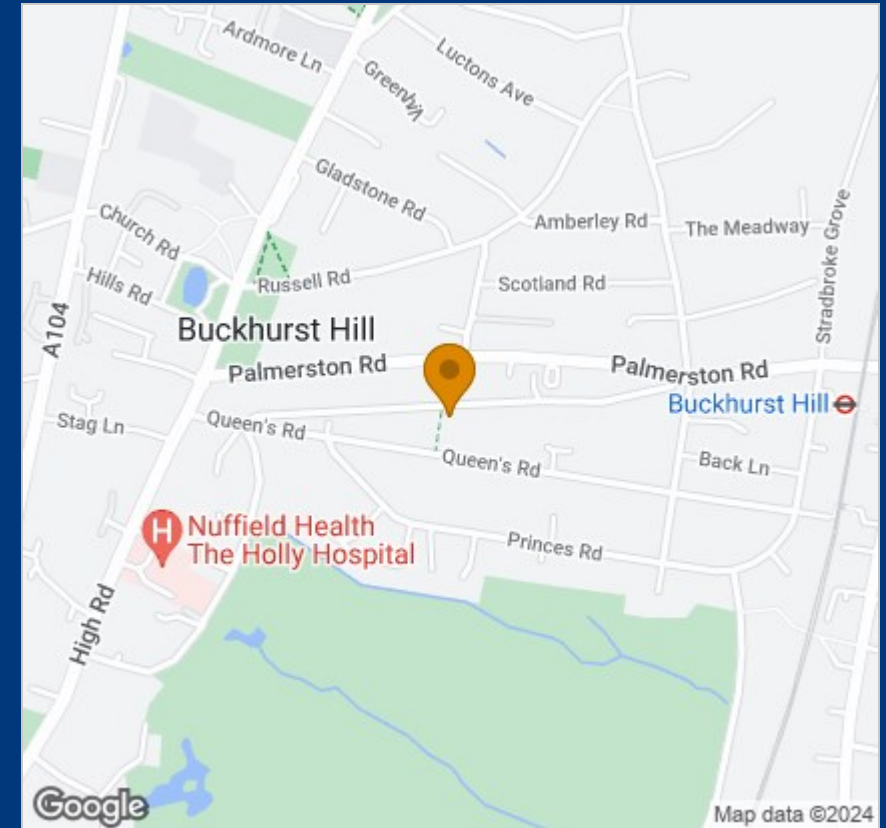 Ardmore Ln
Luctons Ave
Greenhill
Gladstone Rd
Church Rd
Amberley Rd
The Meadway
Stradbroke Grove
Hills Rd
Russell Rd
Scotland Rd
A104
Buckhurst Hill
Palmerston Rd
Palmerston Rd
Buckhurst Hill
Stag Ln
Queen's Rd
Queen's Rd
Back Ln
H
Nuffield Health
The Holly Hospital
Princes Rd
High Rd
Google
Map data ©2024